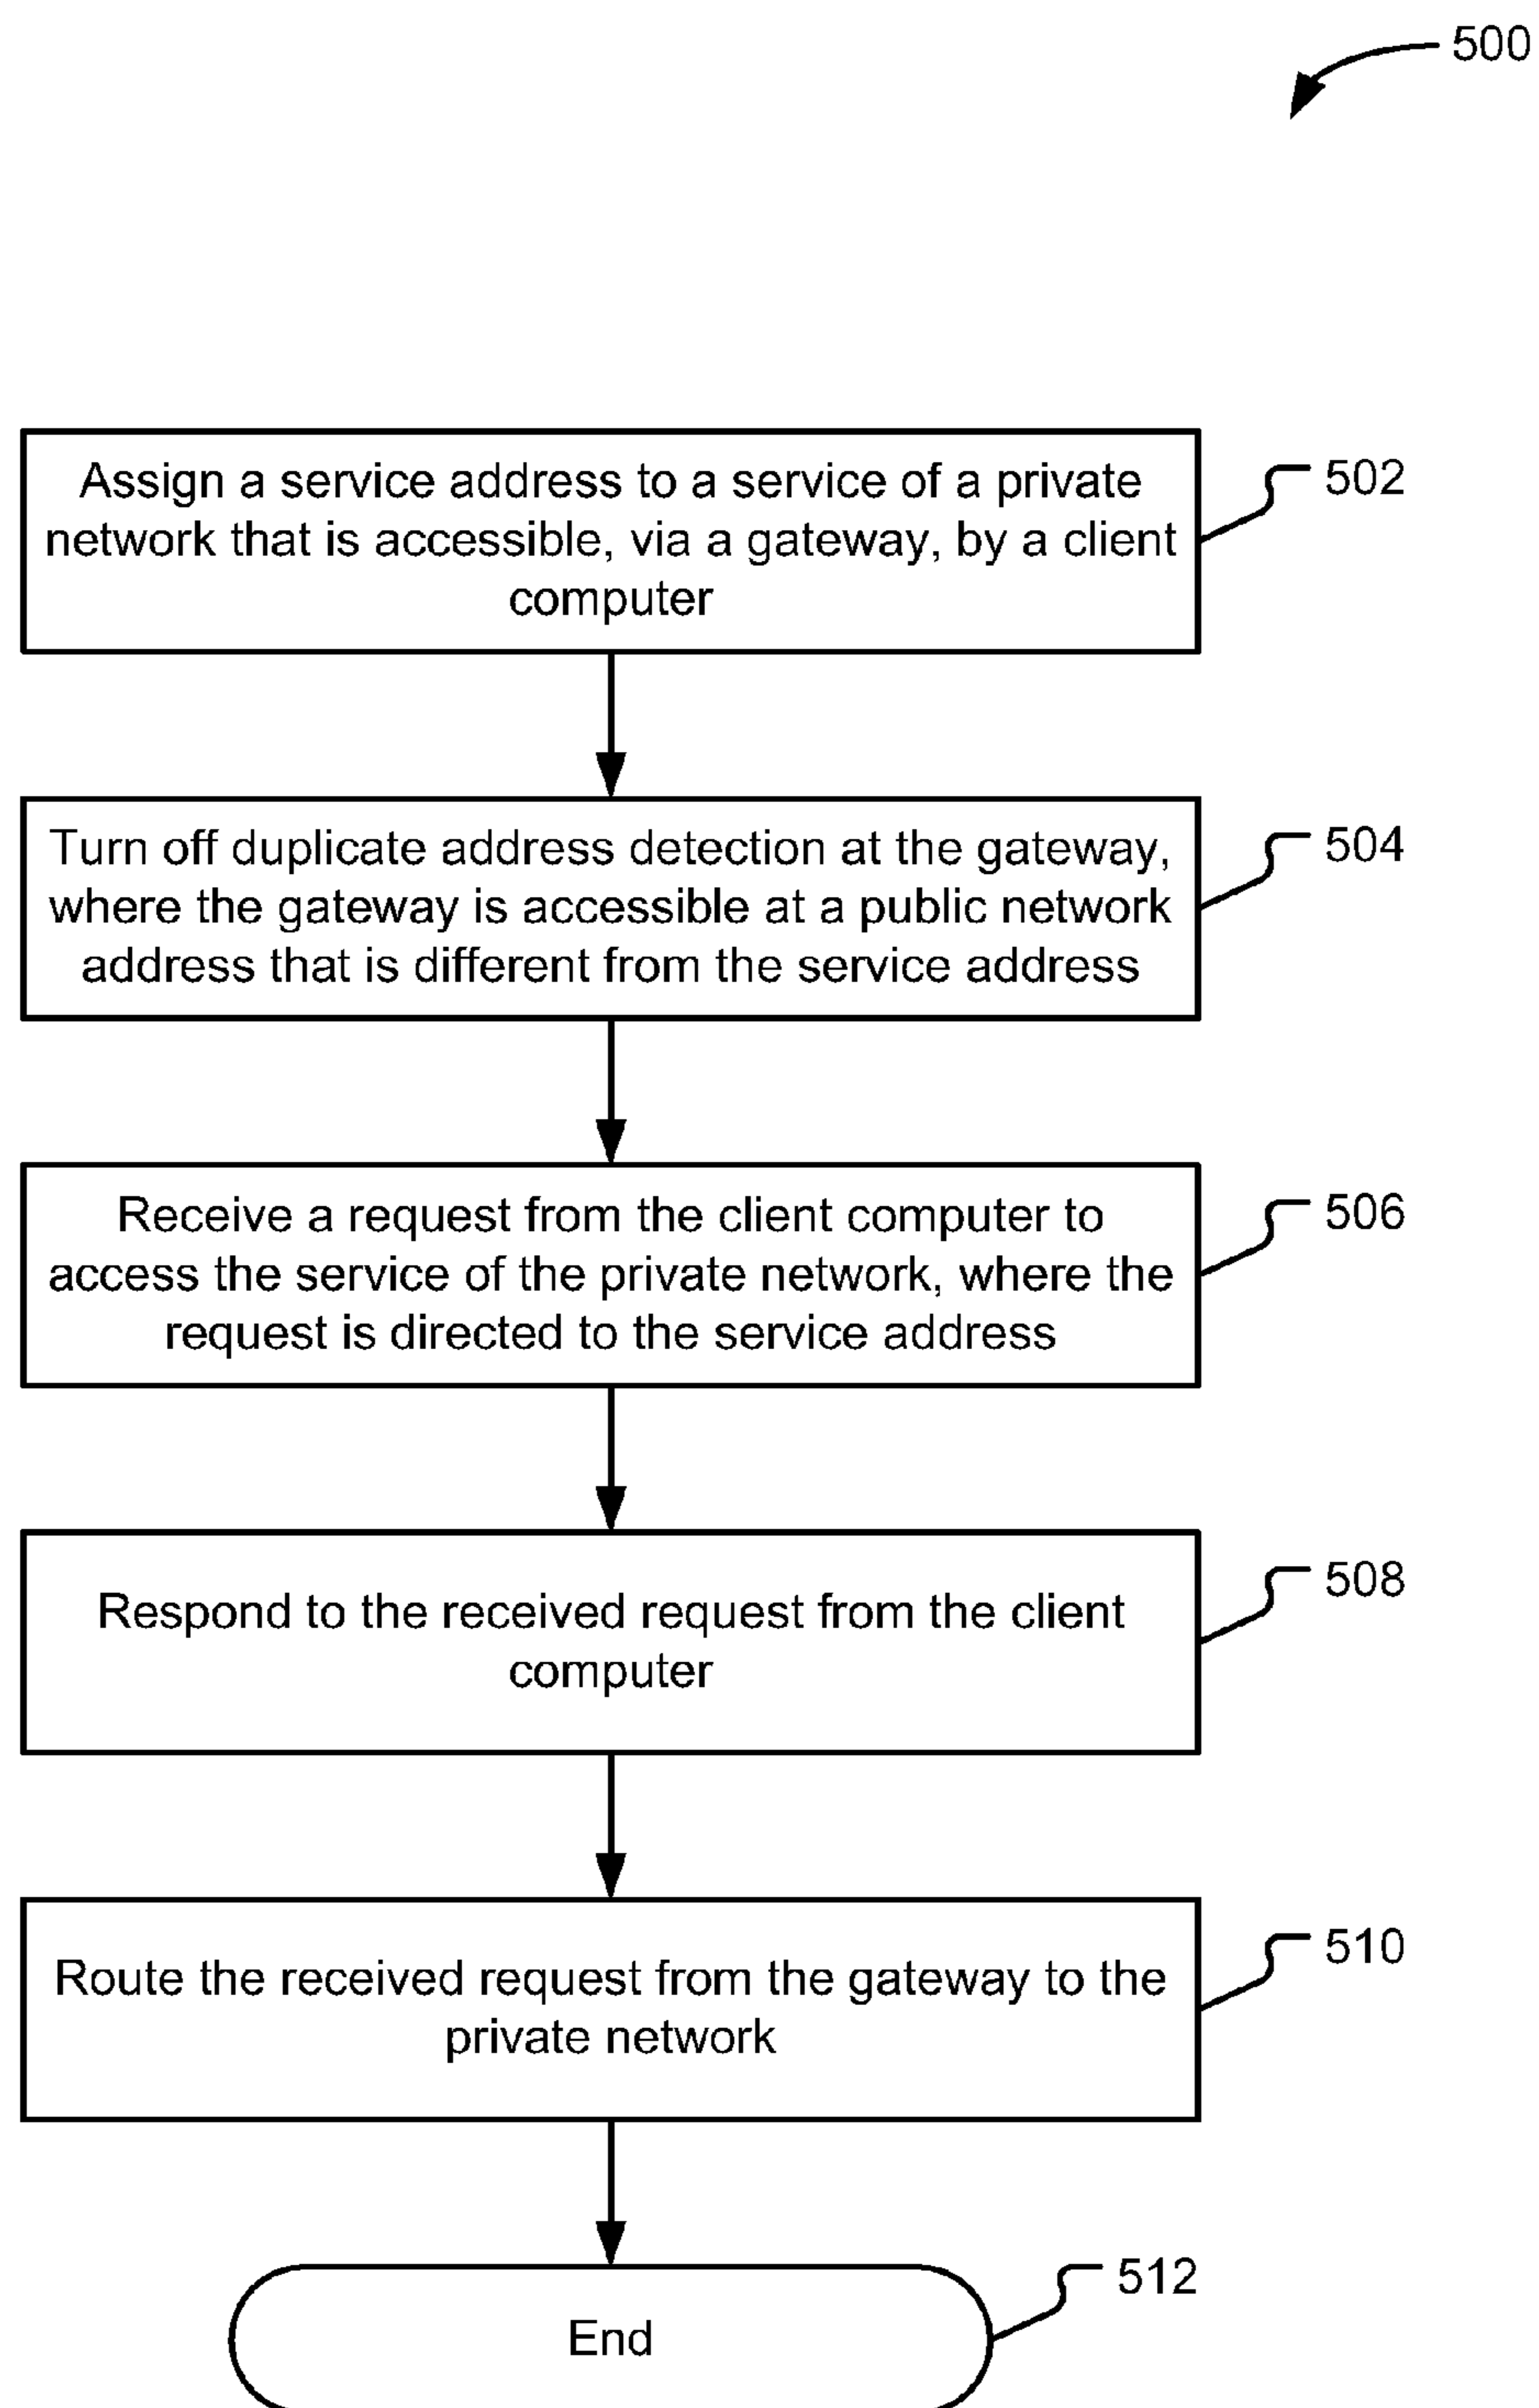 500
Assign a service address to a service of a private
network that is accessible, via a gateway, by a client
computer
502
Turn off duplicate address detection at the gateway,
where the gateway is accessible at a public network
address that is different from the service address
504
Receive a request from the client computer to
access the service of the private network, where the
request is directed to the service address
506
Respond to the received request from the client
computer
508
Route the received request from the gateway to the
private network
510
End
512